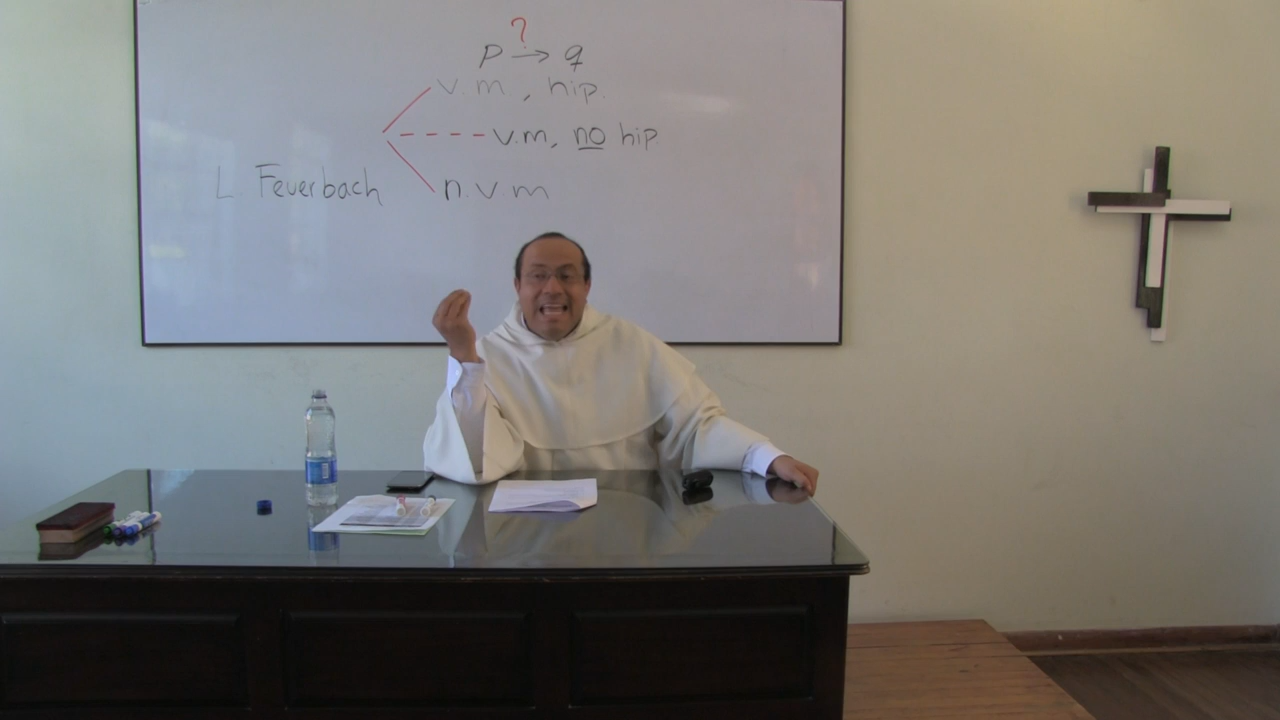 ?
p → q
v.m, hip.
v.m, no hip.
L. Feuerbach
n.v.m